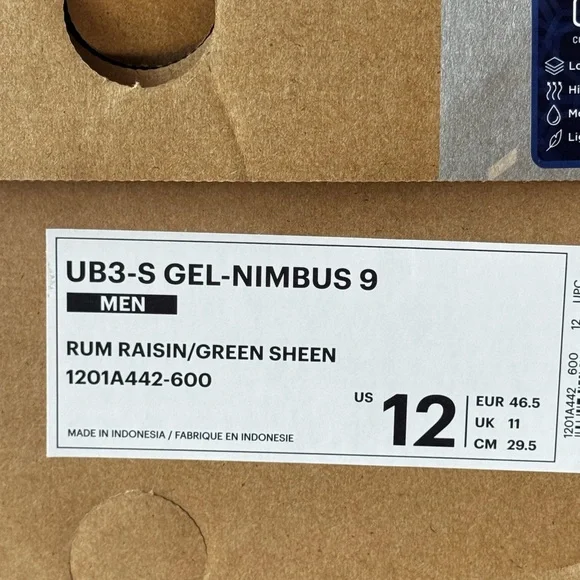 UB3-S GEL-NIMBUS 9
MEN
RUM RAISIN/GREEN SHEEN
1201A442-600
US 12
EUR 46.5
UK 11
CM 29.5
MADE IN INDONESIA / FABRIQUE EN INDONESIE
1201A442 600 12 UPC